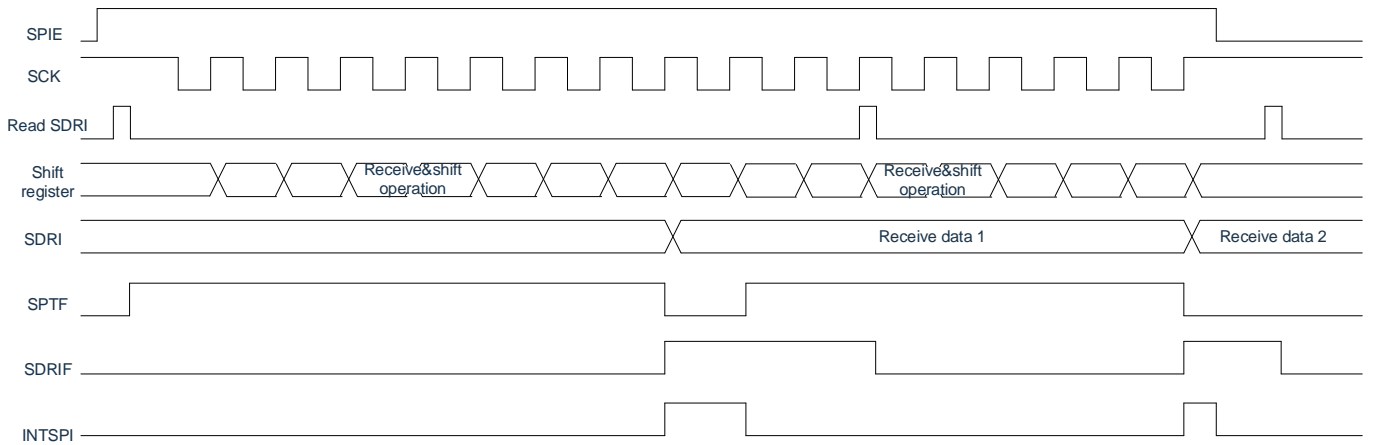 SPIE
SCK
Read SDRI
Shift
register
Receive&shift
operation
Receive&shift
operation
SDRI
Receive data 1
Receive data 2
SPTF
SDRIF
INTSPI